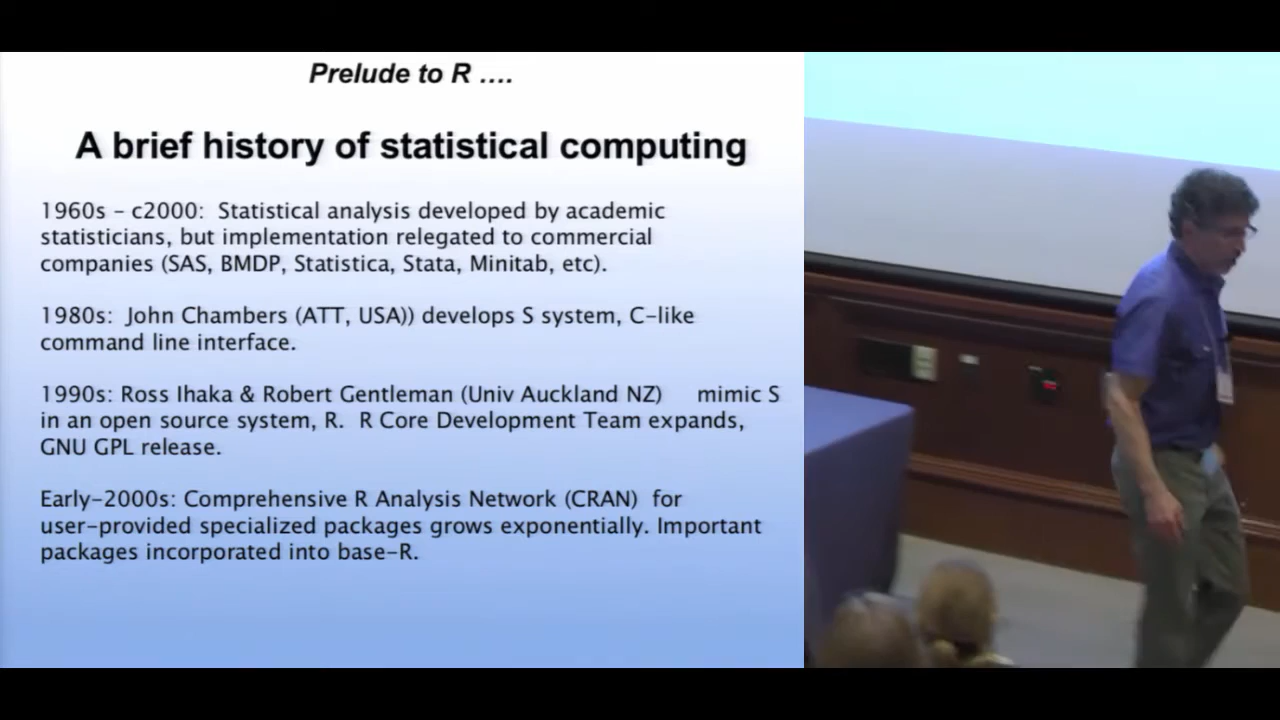 Prelude to R ....
A brief history of statistical computing
1960s – c2000:  Statistical analysis developed by academic
statisticians, but implementation relegated to commercial
companies (SAS, BMDP, Statistica, Stata, Minitab, etc).
1980s:  John Chambers (ATT, USA)) develops S system, C-like
command line interface.
1990s: Ross Ihaka & Robert Gentleman (Univ Auckland NZ)     mimic S
in an open source system, R.  R Core Development Team expands,
GNU GPL release.
Early-2000s: Comprehensive R Analysis Network (CRAN)  for
user-provided specialized packages grows exponentially. Important
packages incorporated into base-R.